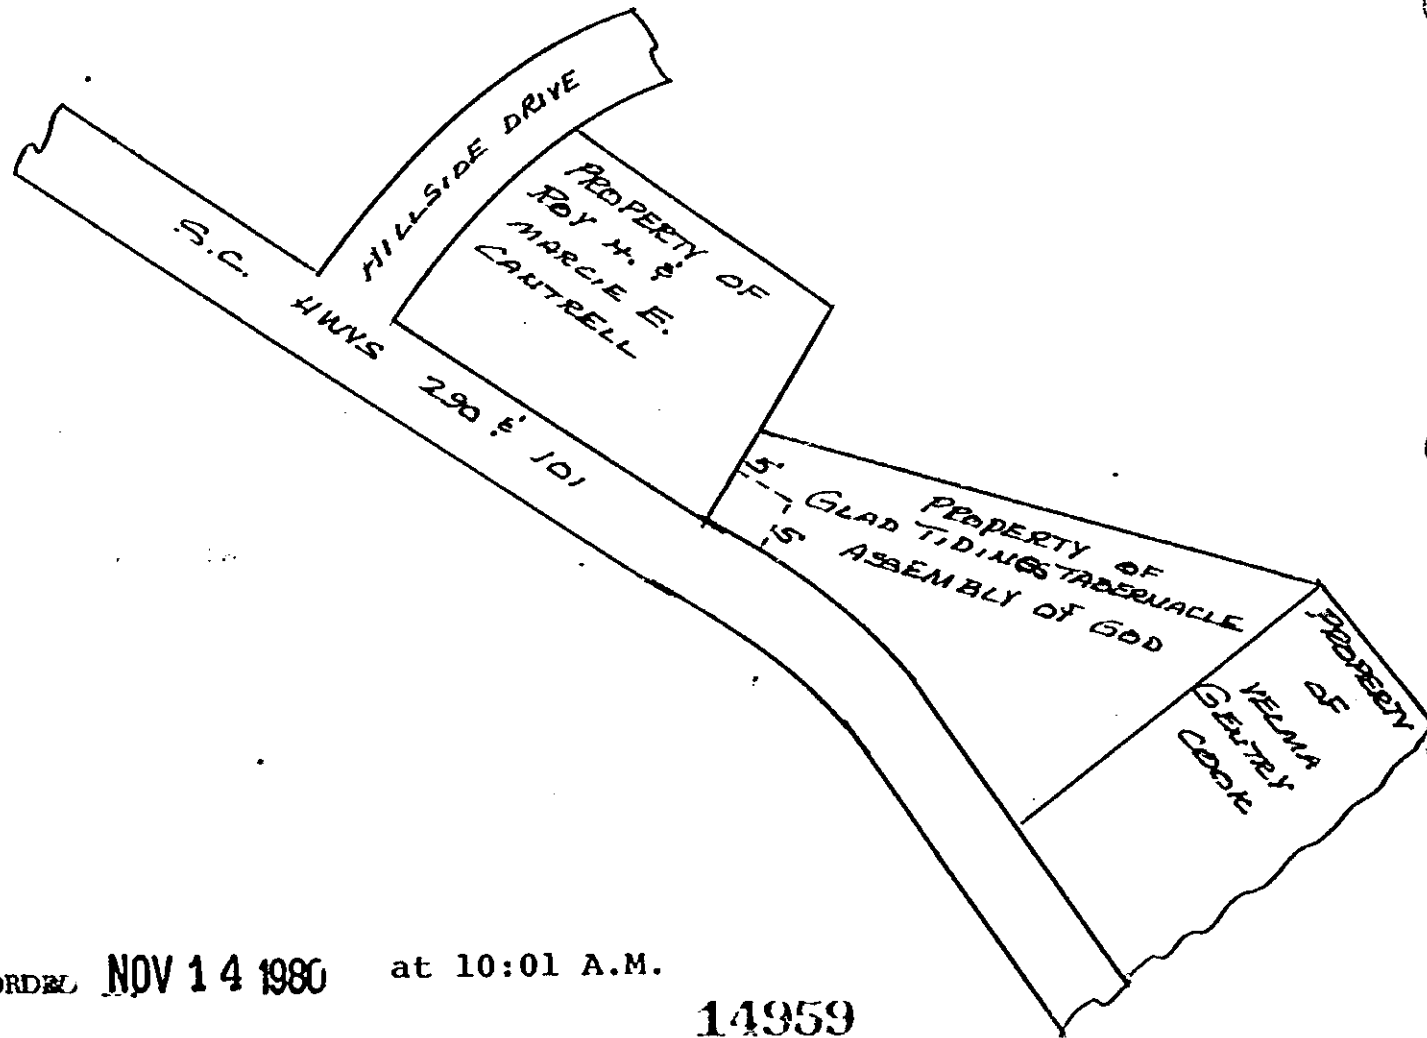 HILLSIDE DRIVE
S.C. HWYS 290 & 101
PROPERTY OF
ROY H. &
MARCIE E.
CANTRELL
5'
5'
PROPERTY OF
GLAD TIDINGS TABERNACLE
ASSEMBLY OF GOD
PROPERTY
OF
VELMA
GENTRY
COOK
NOV 14 1980 at 10:01 A.M.
14959